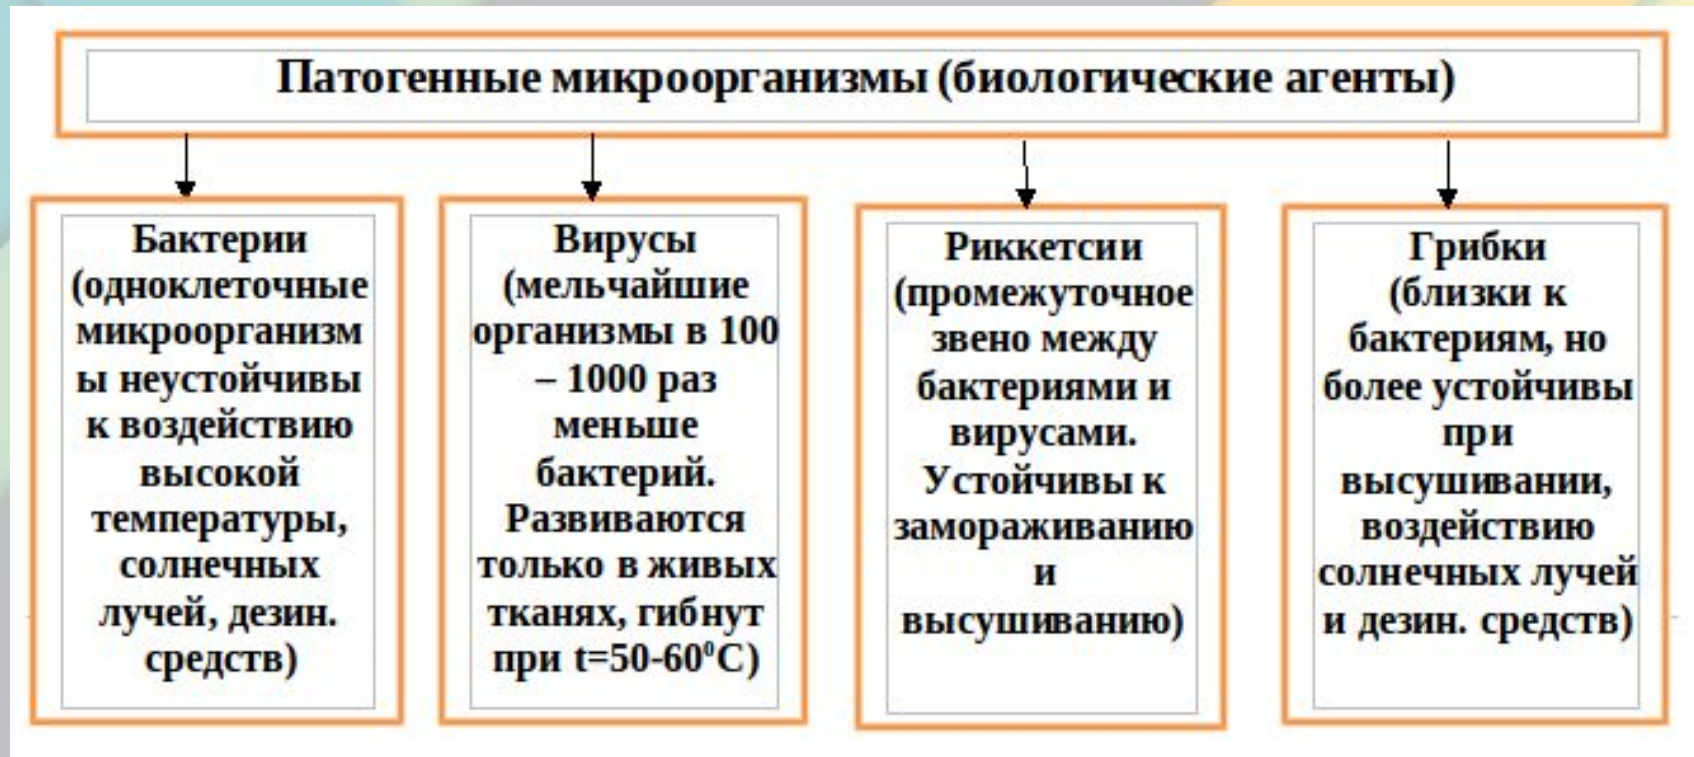 Патогенные микроорганизмы (биологические агенты)
Бактерии
(одноклеточные
микроорганизм
ы неустойчивы
к воздействию
высокой
температуры,
солнечных
лучей, дезин.
средств)
Вирусы
(мельчайшие
организмы в 100
– 1000 раз
меньше
бактерий.
Развиваются
только в живых
тканях, гибнут
при t=50-60⁰С)
Риккетсии
(промежуточное
звено между
бактериями и
вирусами.
Устойчивы к
замораживанию
и
высушиванию)
Грибки
(близки к
бактериям, но
более устойчивы
при
высушивании,
воздействию
солнечных лучей
и дезин. средств)